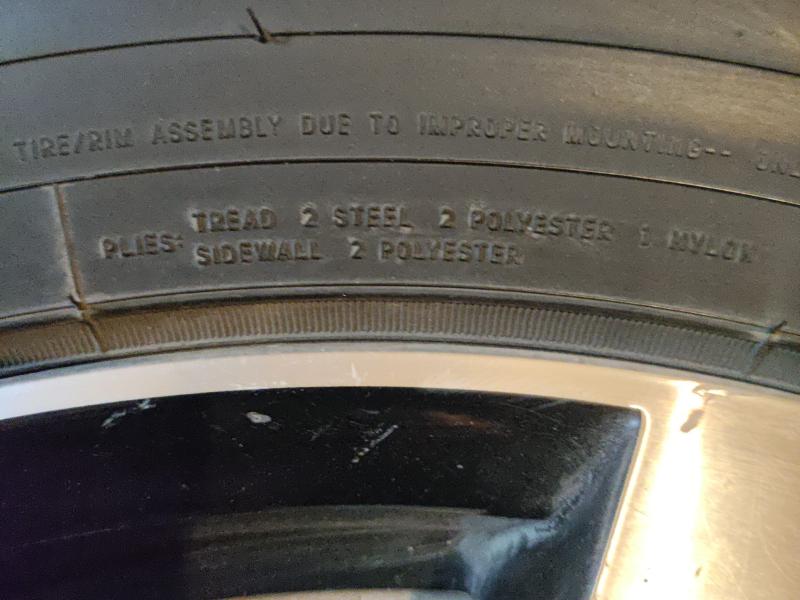 TIRE/RIM ASSEMBLY DUE TO IMPROPER MOUNTING--
PLIES: TREAD 2 STEEL 2 POLYESTER 1 NYLON
SIDEWALL 2 POLYESTER